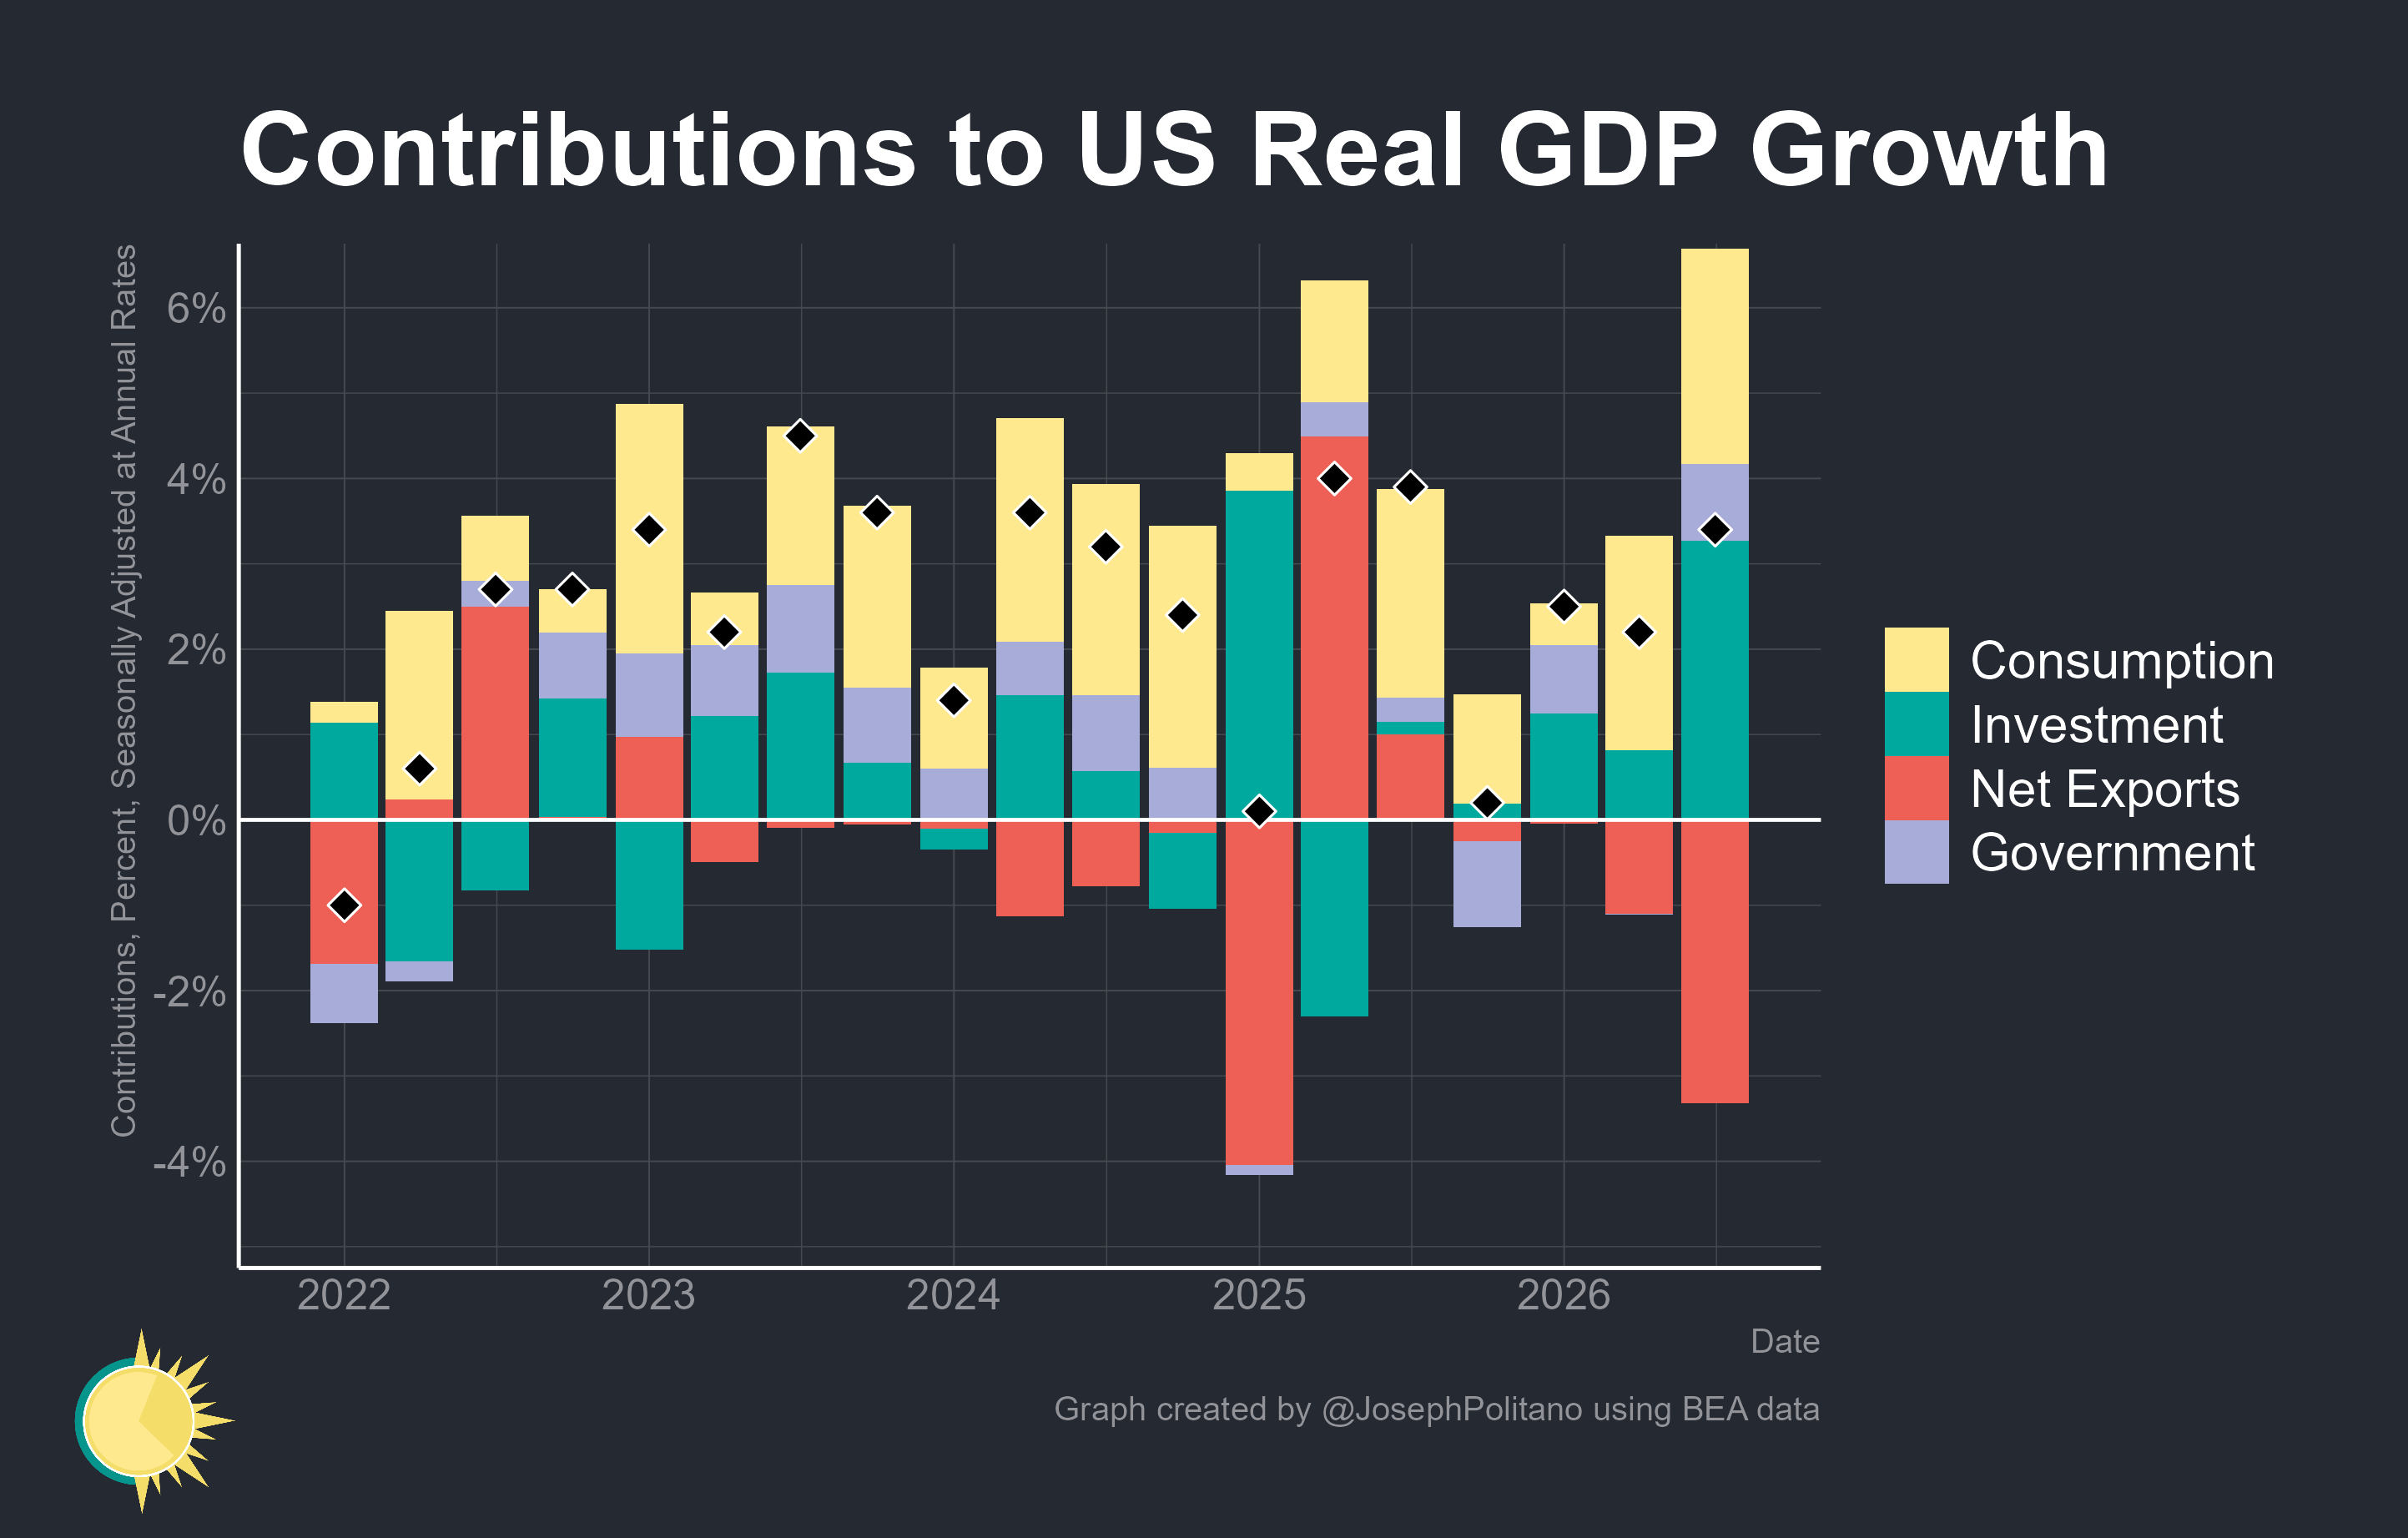 Contributions to US Real GDP Growth
Contributions, Percent, Seasonally Adjusted at Annual Rates
6%
4%
2%
0%
-2%
-4%
2022
2023
2024
2025
2026
Date
Consumption
Investment
Net Exports
Government
Graph created by @JosephPolitano using BEA data